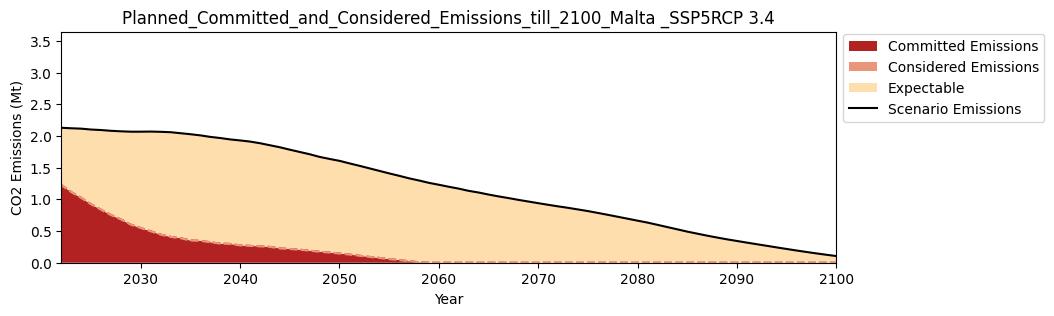 Planned_Committed_and_Considered_Emissions_till_2100_Malta _SSP5RCP 3.4
CO2 Emissions (Mt)
3.5
3.0
2.5
2.0
1.5
1.0
0.5
0.0
2030 2040 2050 2060 2070 2080 2090 2100
Year
Committed Emissions
Considered Emissions
Expectable
Scenario Emissions